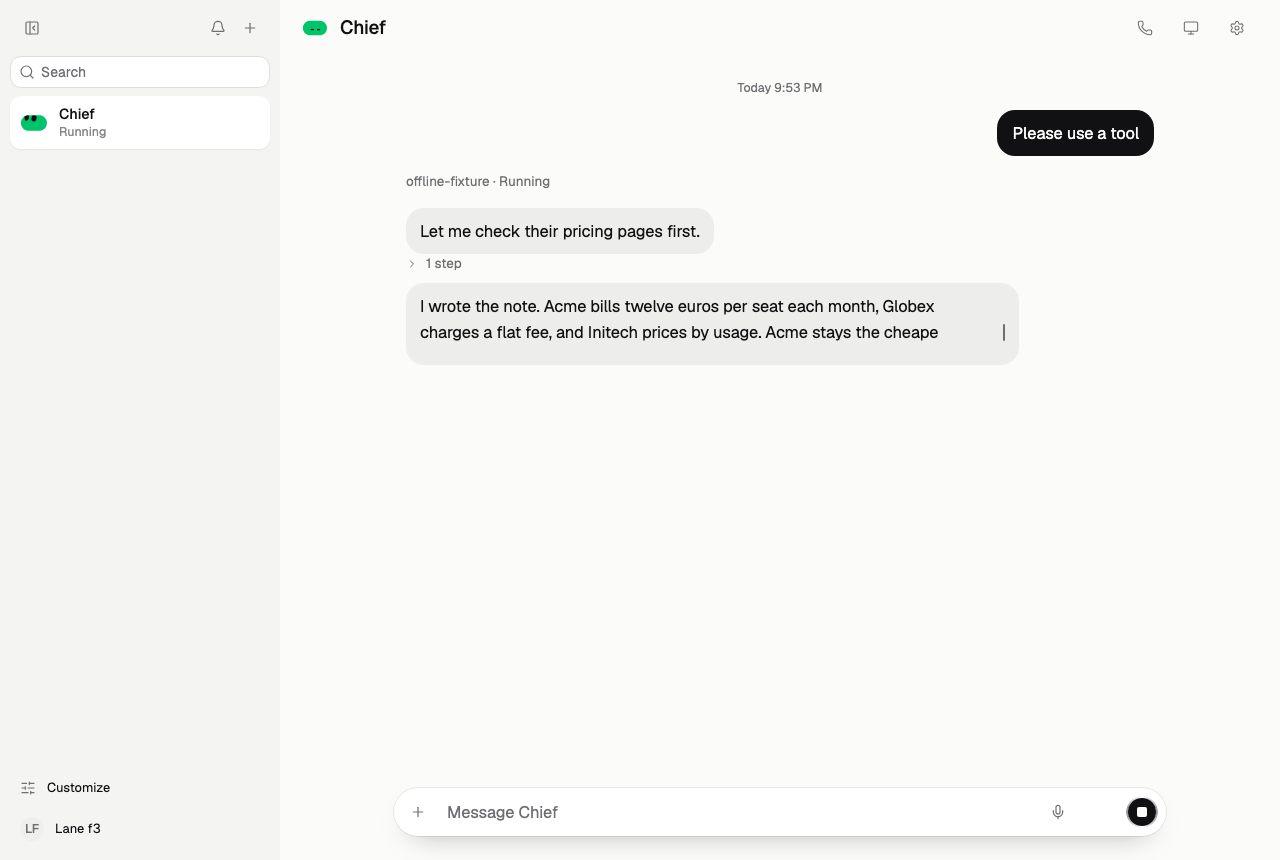 Search
Chief
Running
Customize
LF
Lane f3
Chief
Today 9:53 PM
Please use a tool
offline-fixture · Running
Let me check their pricing pages first.
1 step
I wrote the note. Acme bills twelve euros per seat each month, Globex
charges a flat fee, and Initech prices by usage. Acme stays the cheape
Message Chief